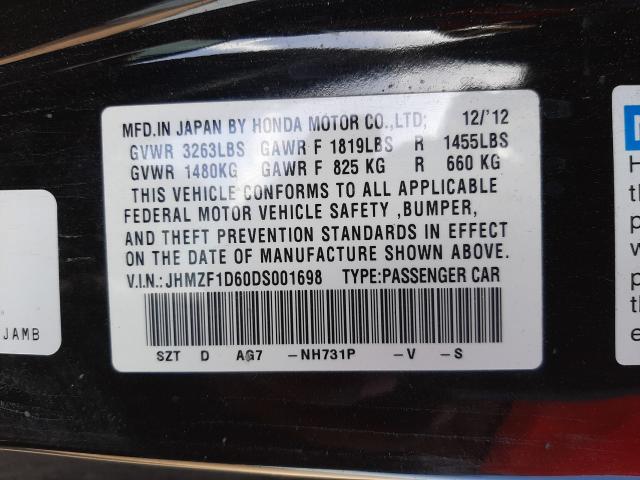 MFD.IN JAPAN BY HONDA MOTOR CO.,LTD; 12/'12
GVWR 3263LBS GAWR F 1819LBS R 1455LBS
GVWR 1480KG GAWR F 825 KG R 660 KG
THIS VEHICLE CONFORMS TO ALL APPLICABLE
FEDERAL MOTOR VEHICLE SAFETY ,BUMPER,
AND THEFT PREVENTION STANDARDS IN EFFECT
ON THE DATE OF MANUFACTURE SHOWN ABOVE.
V.I.N.:JHMZF1D60DS001698 TYPE:PASSENGER CAR
SZT D AG7 -NH731P -V -S
JAMB